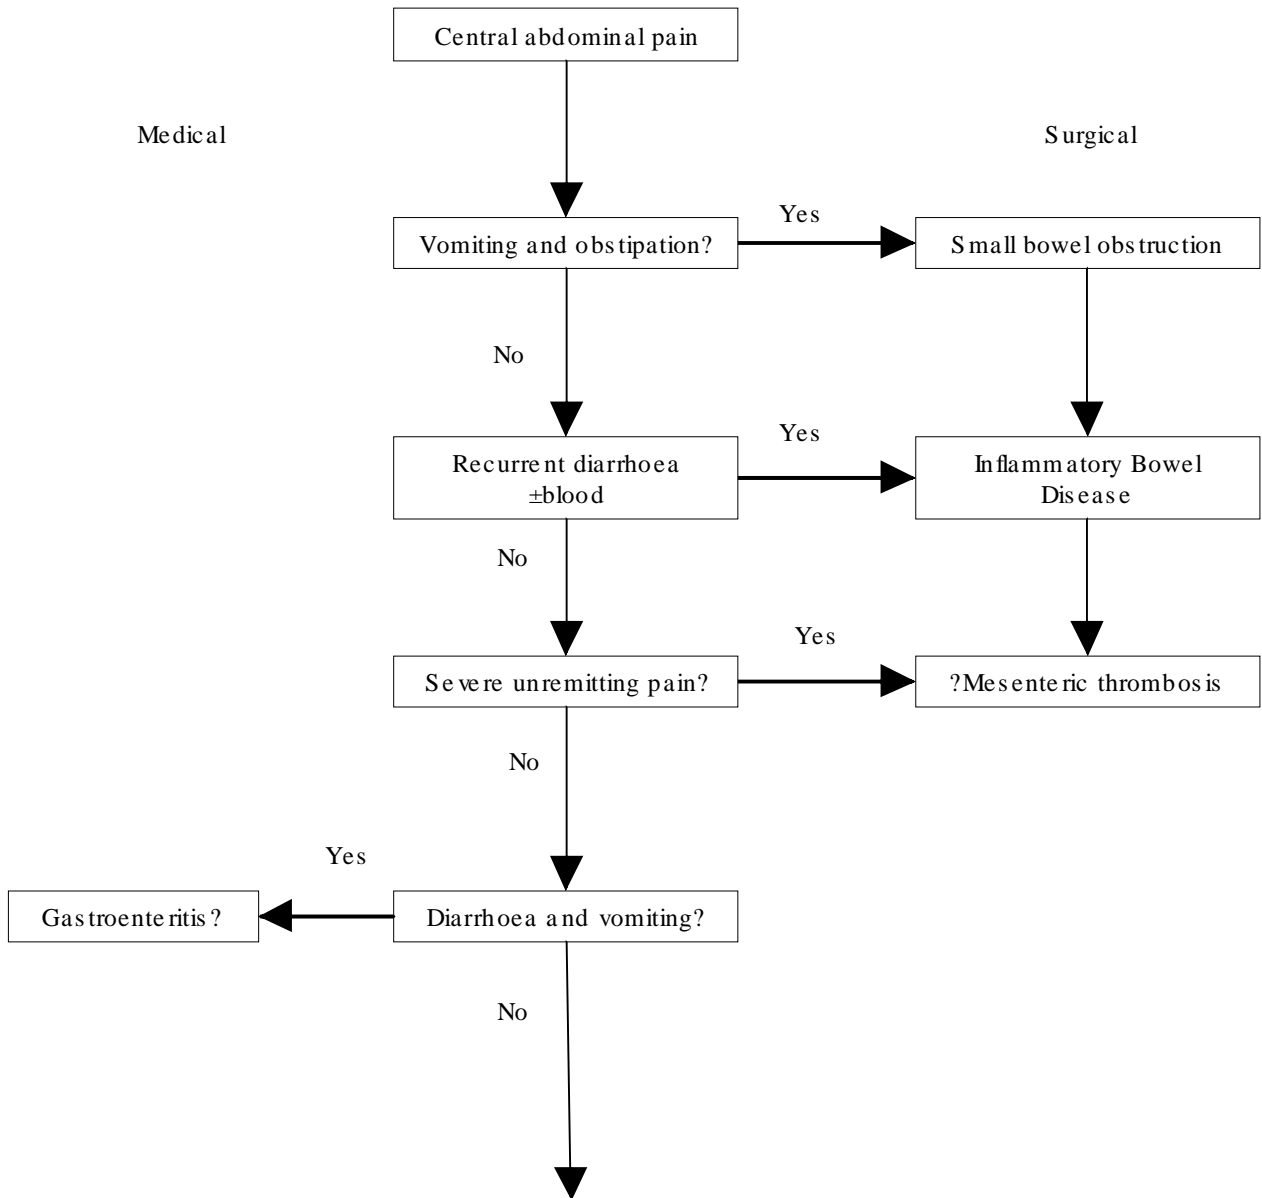 Central abdominal pain
Medical
Surgical
Yes
Vomiting and obstipation?
Small bowel obstruction
No
Yes
Recurrent diarrhoea
±blood
Inflammatory Bowel
Disease
No
Yes
Severe unremitting pain?
?Mesenteric thrombosis
No
Yes
Gastroenteritis?
Diarrhoea and vomiting?
No